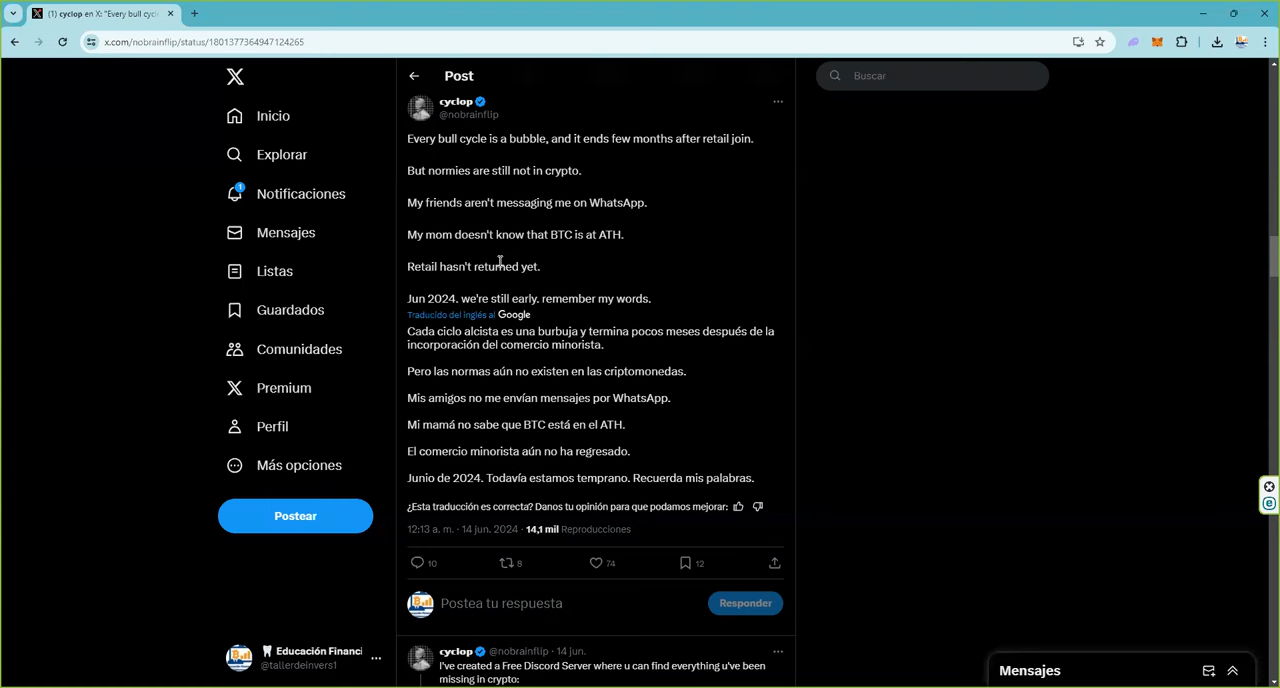 (1) cyclop en X: "Every bull cycl
x.com/nobrainflip/status/1801377364947124265
Inicio
Explorar
1
Notificaciones
Mensajes
Listas
Guardados
Comunidades
Premium
Perfil
Más opciones
Postear
Educación Financi
@tallerdeinvers1
Post
cyclop
@nobrainflip
Every bull cycle is a bubble, and it ends few months after retail join.
But normies are still not in crypto.
My friends aren't messaging me on WhatsApp.
My mom doesn't know that BTC is at ATH.
Retail hasn't returned yet.
Jun 2024. we're still early. remember my words.
Traducido del inglés al Google
Cada ciclo alcista es una burbuja y termina pocos meses después de la
incorporación del comercio minorista.
Pero las normas aún no existen en las criptomonedas.
Mis amigos no me envían mensajes por WhatsApp.
Mi mamá no sabe que BTC está en el ATH.
El comercio minorista aún no ha regresado.
Junio de 2024. Todavía estamos temprano. Recuerda mis palabras.
¿Esta traducción es correcta? Danos tu opinión para que podamos mejorar:
12:13 a. m. · 14 jun. 2024 · 14,1 mil Reproducciones
10 8 74 12
Postea tu respuesta
Responder
cyclop @nobrainflip · 14 jun.
I've created a Free Discord Server where u can find everything u've been
missing in crypto:
Buscar
Mensajes